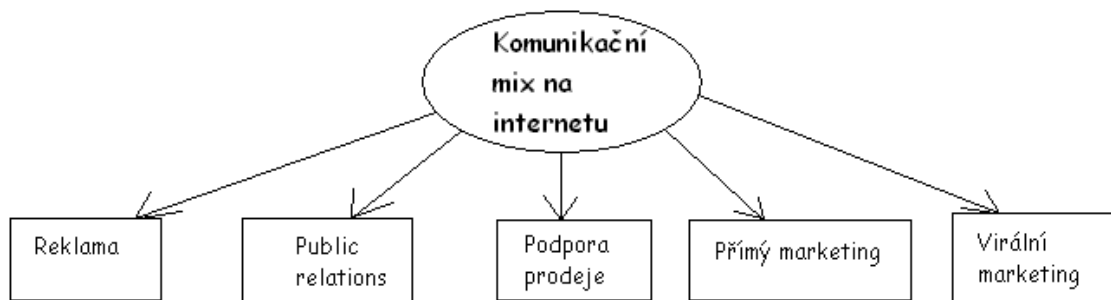 Komunikační
mix na
internetu
Reklama
Public
relations
Podpora
prodeje
Přímý marketing
Virální
marketing